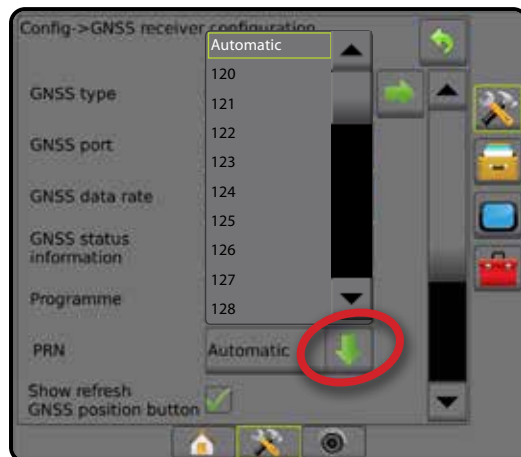 Config->GNSS receiver configuration
Automatic
120
121
122
123
124
125
126
127
128
GNSS type
GNSS port
GNSS data rate
GNSS status
information
Programme
PRN
Automatic
Show refresh
GNSS position button